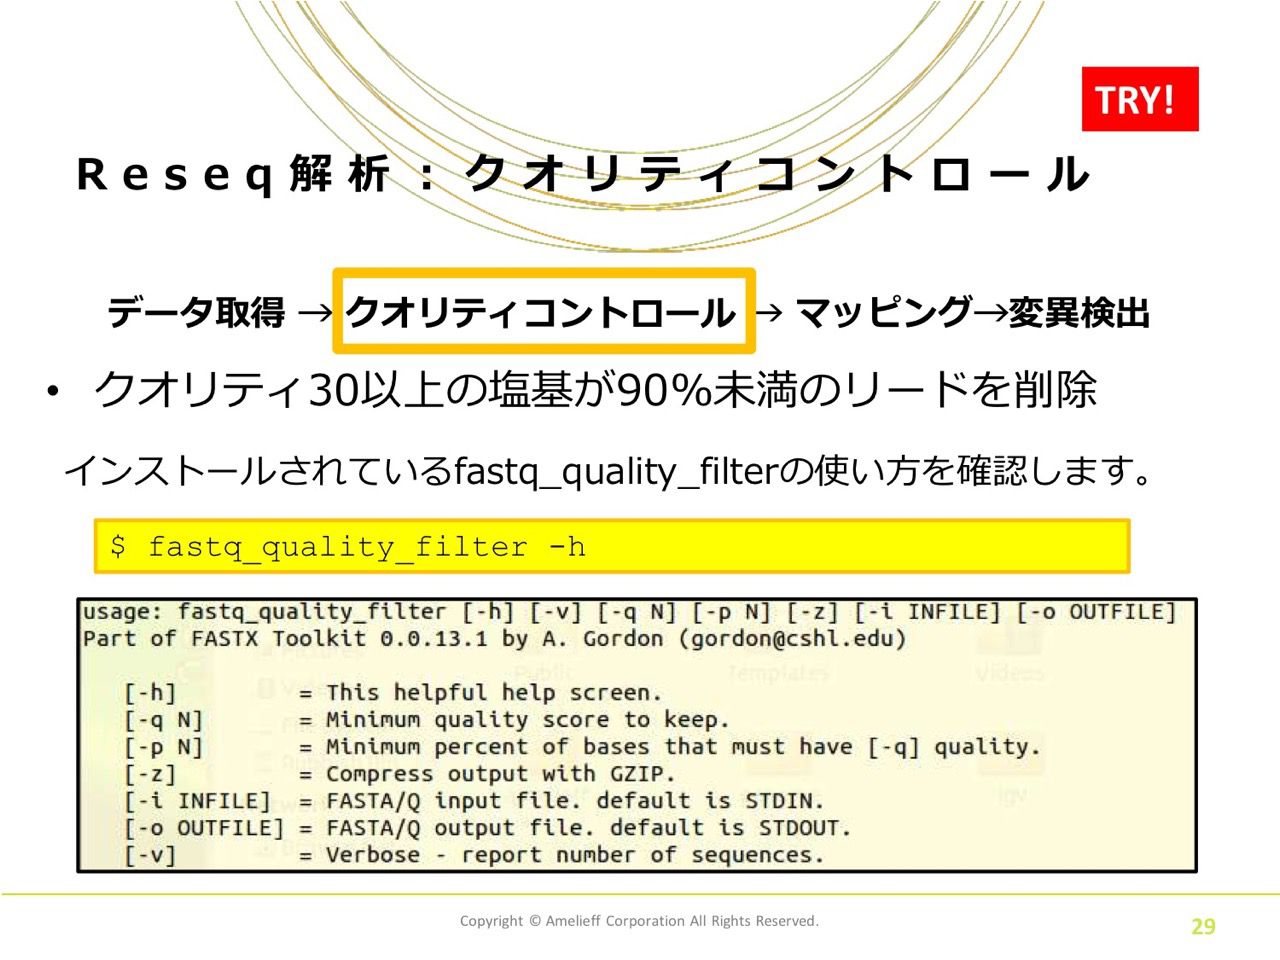 TRY!
Reseq解析：クオリティコントロール
データ取得 → クオリティコントロール → マッピング→変異検出
• クオリティ30以上の塩基が90%未満のリードを削除
インストールされているfastq_quality_filterの使い方を確認します。
$ fastq_quality_filter -h
usage: fastq_quality_filter [-h] [-v] [-q N] [-p N] [-z] [-i INFILE] [-o OUTFILE]
Part of FASTX Toolkit 0.0.13.1 by A. Gordon (gordon@cshl.edu)
[-h] = This helpful help screen.
[-q N] = Minimum quality score to keep.
[-p N] = Minimum percent of bases that must have [-q] quality.
[-z] = Compress output with GZIP.
[-i INFILE] = FASTA/Q input file. default is STDIN.
[-o OUTFILE] = FASTA/Q output file. default is STDOUT.
[-v] = Verbose - report number of sequences.
Public
Templates
Videos
Copyright © Amelieff Corporation All Rights Reserved.
29